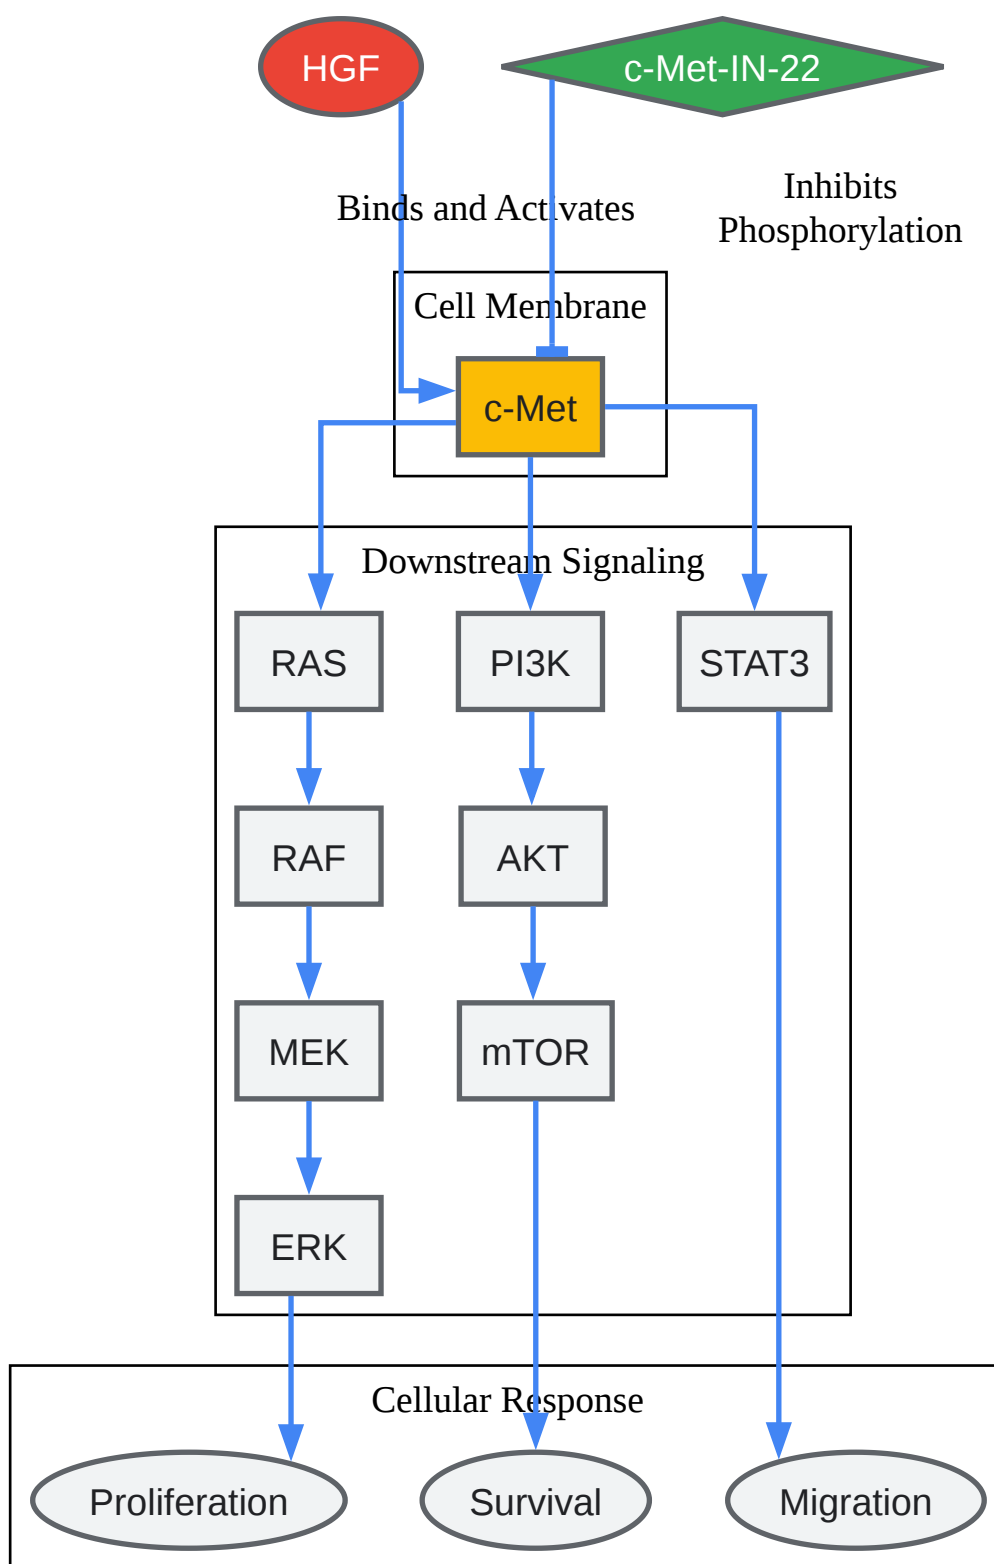 HGF
c-Met-IN-22
Binds and Activates
Inhibits
Phosphorylation
Cell Membrane
c-Met
Downstream Signaling
RAS
PI3K
STAT3
RAF
AKT
MEK
mTOR
ERK
Cellular Response
Proliferation
Survival
Migration